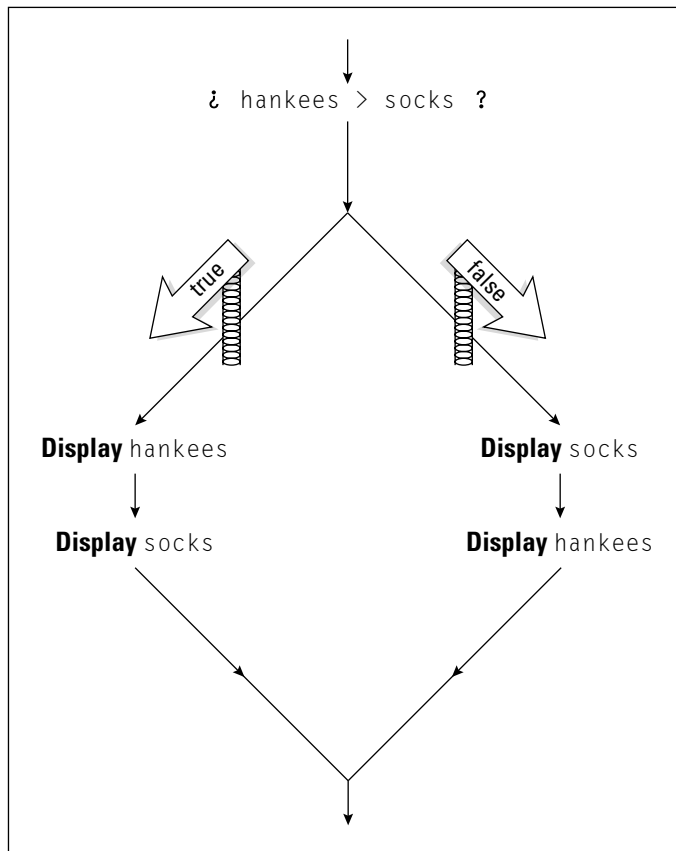 ¿ hankees > socks ?
true
false
Display hankees
Display socks
Display socks
Display hankees